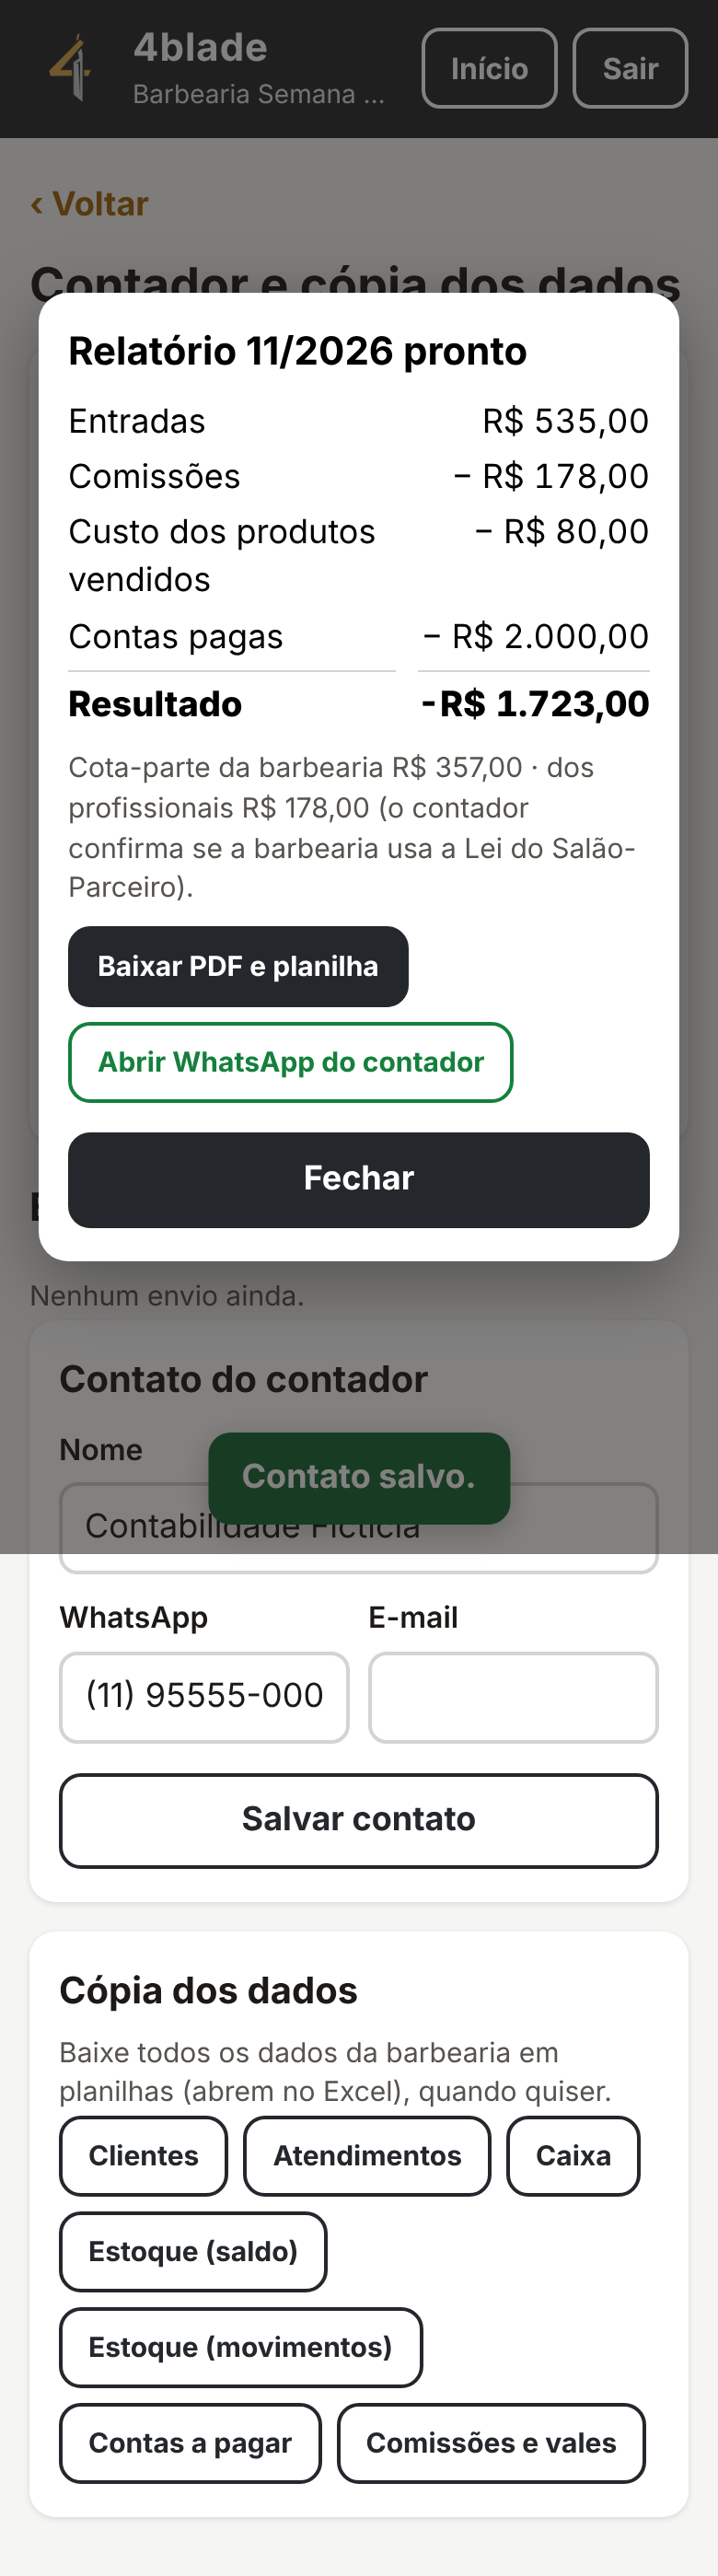 4blade
Barbearia Semana ...
Início
Sair
‹ Voltar
Contador e cópia dos dados
Relatório 11/2026 pronto
Entradas R$ 535,00
Comissões − R$ 178,00
Custo dos produtos − R$ 80,00
vendidos
Contas pagas − R$ 2.000,00
Resultado -R$ 1.723,00
Cota-parte da barbearia R$ 357,00 · dos
profissionais R$ 178,00 (o contador
confirma se a barbearia usa a Lei do Salão-
Parceiro).
Baixar PDF e planilha
Abrir WhatsApp do contador
Fechar
Nenhum envio ainda.
Contato do contador
Nome
Contato salvo.
Contabilidade Fictícia
WhatsApp E-mail
(11) 95555-000
Salvar contato
Cópia dos dados
Baixe todos os dados da barbearia em
planilhas (abrem no Excel), quando quiser.
Clientes Atendimentos Caixa
Estoque (saldo)
Estoque (movimentos)
Contas a pagar Comissões e vales